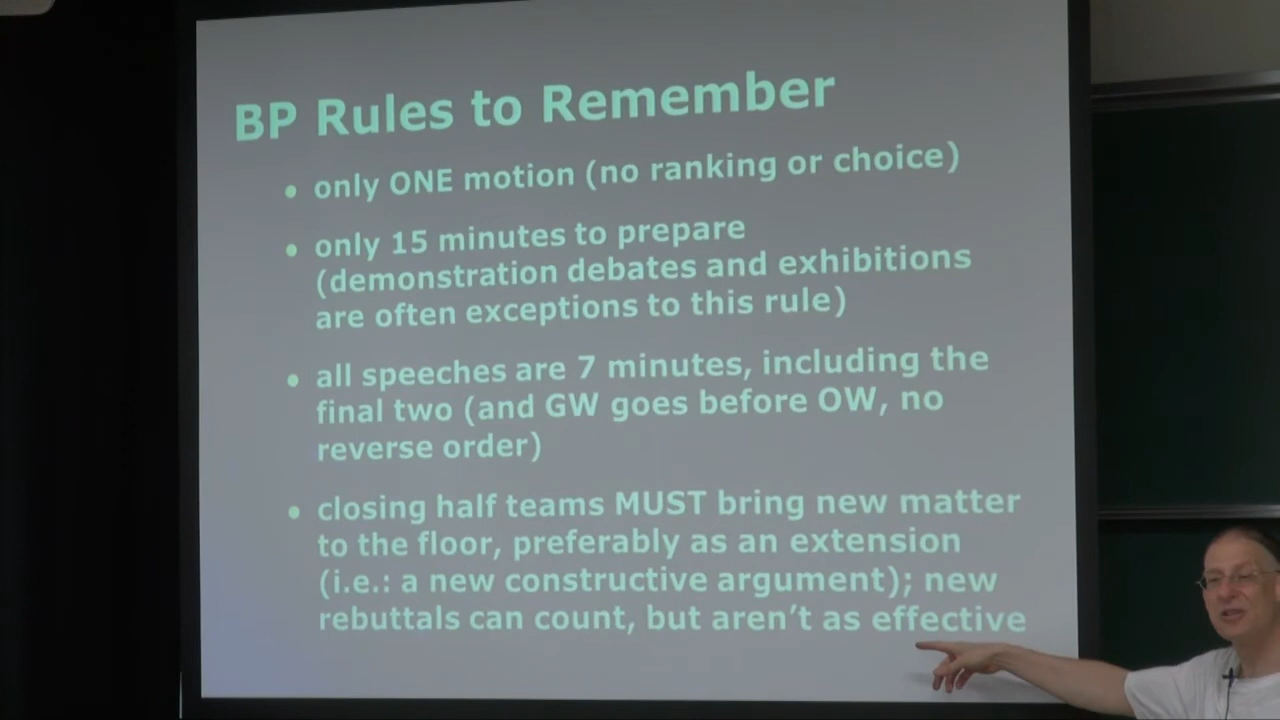 BP Rules to Remember
• only ONE motion (no ranking or choice)
• only 15 minutes to prepare
(demonstration debates and exhibitions
are often exceptions to this rule)
• all speeches are 7 minutes, including the
final two (and GW goes before OW, no
reverse order)
• closing half teams MUST bring new matter
to the floor, preferably as an extension
(i.e.: a new constructive argument); new
rebuttals can count, but aren't as effective